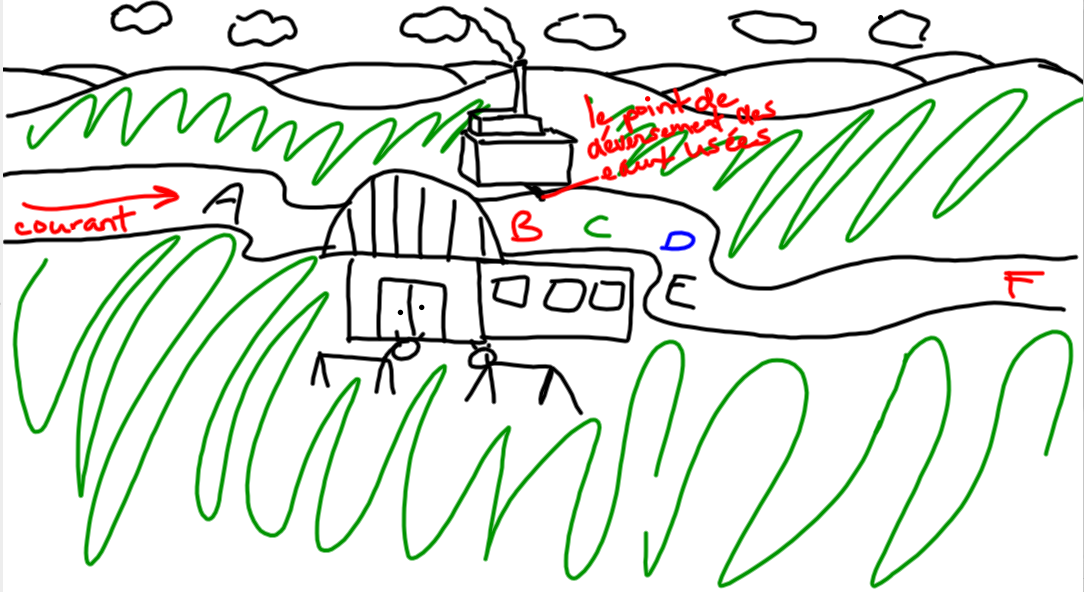 le point de
déversement des
eaux usées
A
courant
B
C
D
E
F